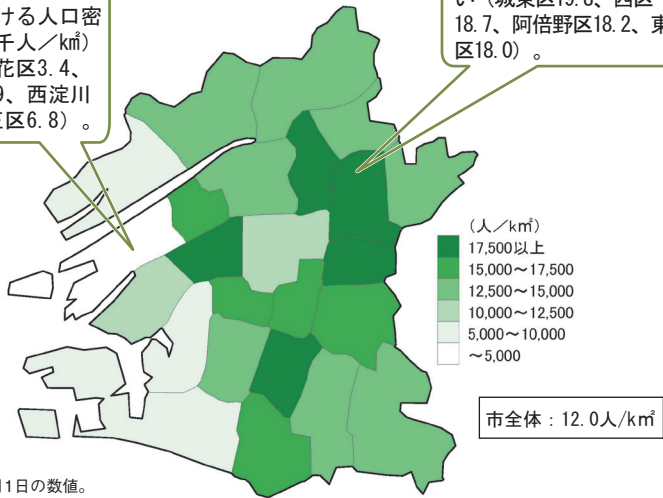 ける人口密
千人／㎢）
花区3.4、
9、西淀川
区6.8）。
18.7、阿倍野区18.2、東
区18.0）。
（人／㎢）
17,500以上
15,000～17,500
12,500～15,000
10,000～12,500
5,000～10,000
～5,000
市全体：12.0人/㎢
月1日の数値。